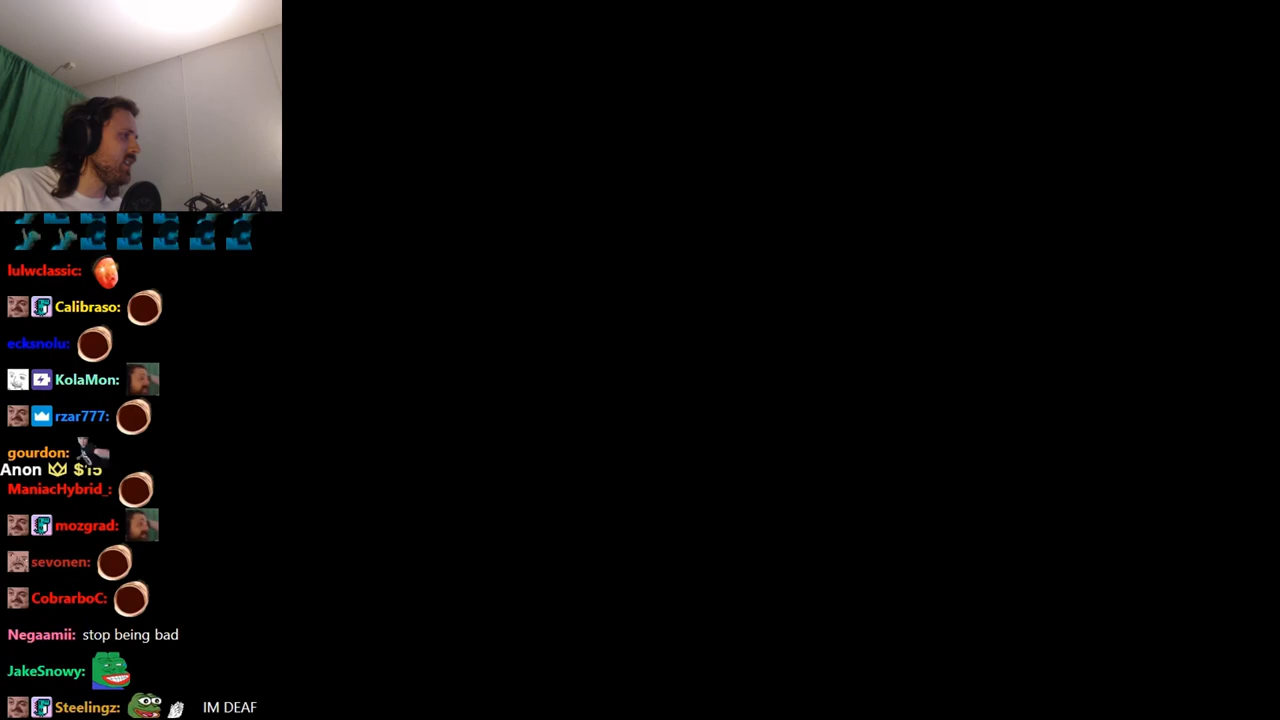 lulwclassic:
Calibraso:
ecksnolu:
KolaMon:
rzar777:
gourdon:
Anon $15
ManiacHybrid_:
mozgrad:
sevonen:
CobrarboC:
Negaamii: stop being bad
JakeSnowy:
Steelingz: IM DEAF